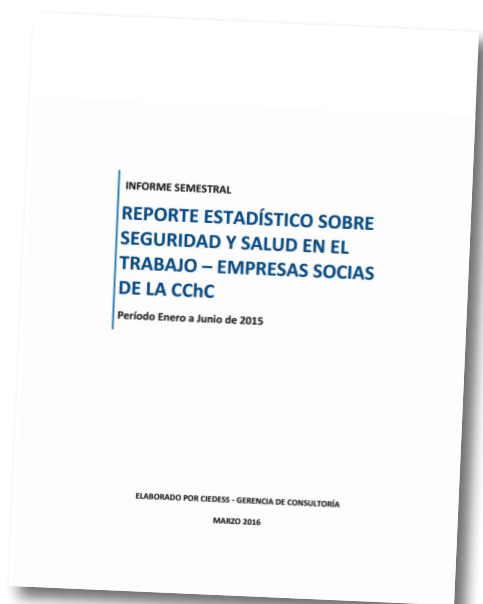 INFORME SEMESTRAL
REPORTE ESTADÍSTICO SOBRE
SEGURIDAD Y SALUD EN EL
TRABAJO – EMPRESAS SOCIAS
DE LA CChC
Período Enero a Junio de 2015
ELABORADO POR CIEDESS - GERENCIA DE CONSULTORÍA
MARZO 2016